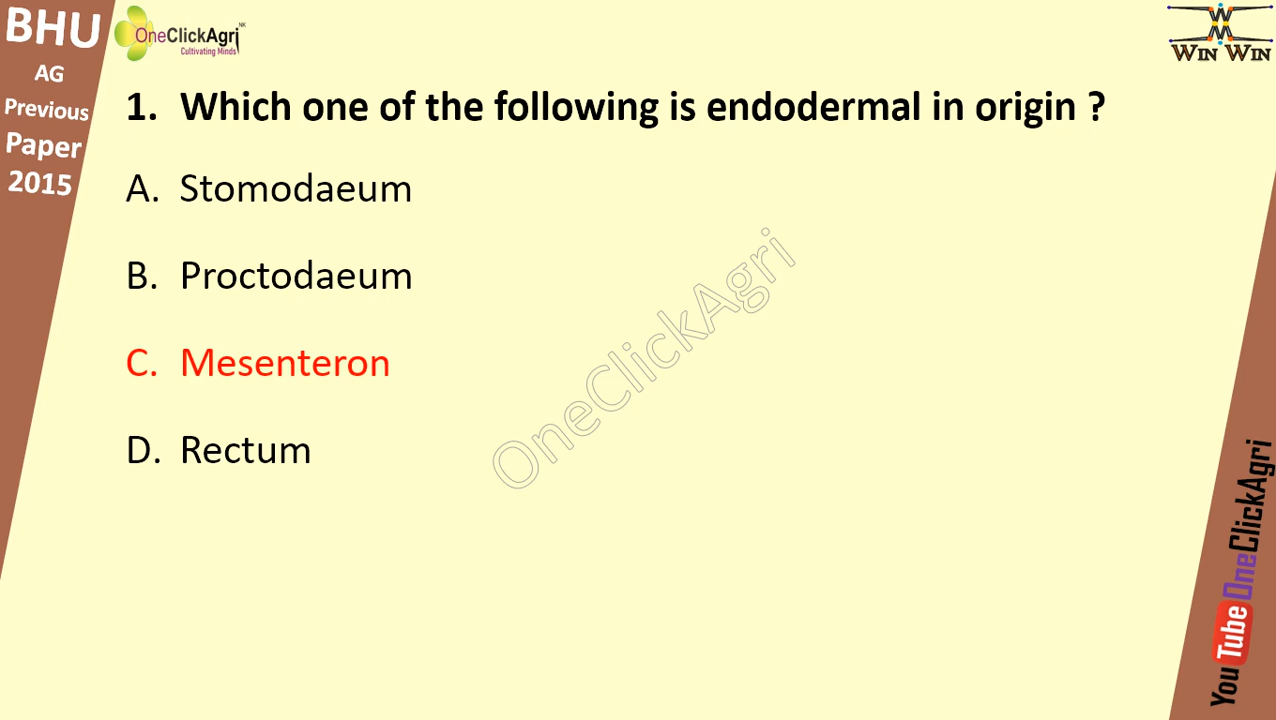 BHU
AG
Previous
Paper
2015
OneClickAgri NK
Cultivating Minds
WIN WIN
1. Which one of the following is endodermal in origin ?
A. Stomodaeum
B. Proctodaeum
C. Mesenteron
D. Rectum
OneClickAgri
YouTube OneClickAgri